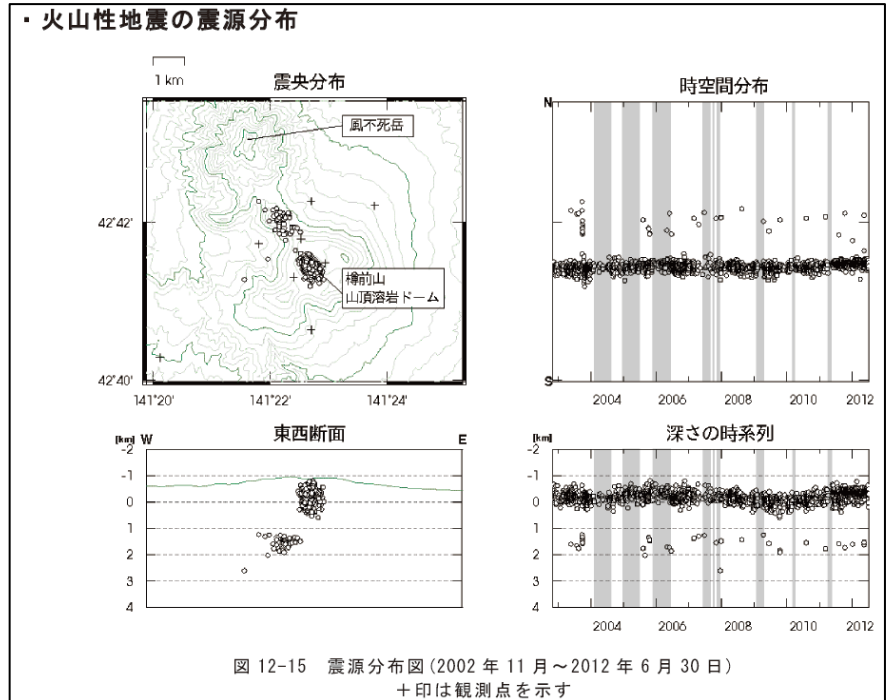 ・火山性地震の震源分布
1 km
震央分布
風不死岳
42°42'
樽前山
山頂溶岩ドーム
42°40'
141°20' 141°22' 141°24'
時空間分布
N
S
2004 2006 2008 2010 2012
東西断面
[km] W E
-2
-1
0
1
2
3
4
深さの時系列
[km]
-2
-1
0
1
2
3
4
2004 2006 2008 2010 2012
図 12-15 震源分布図(2002 年 11 月～2012 年 6 月 30 日)
＋印は観測点を示す